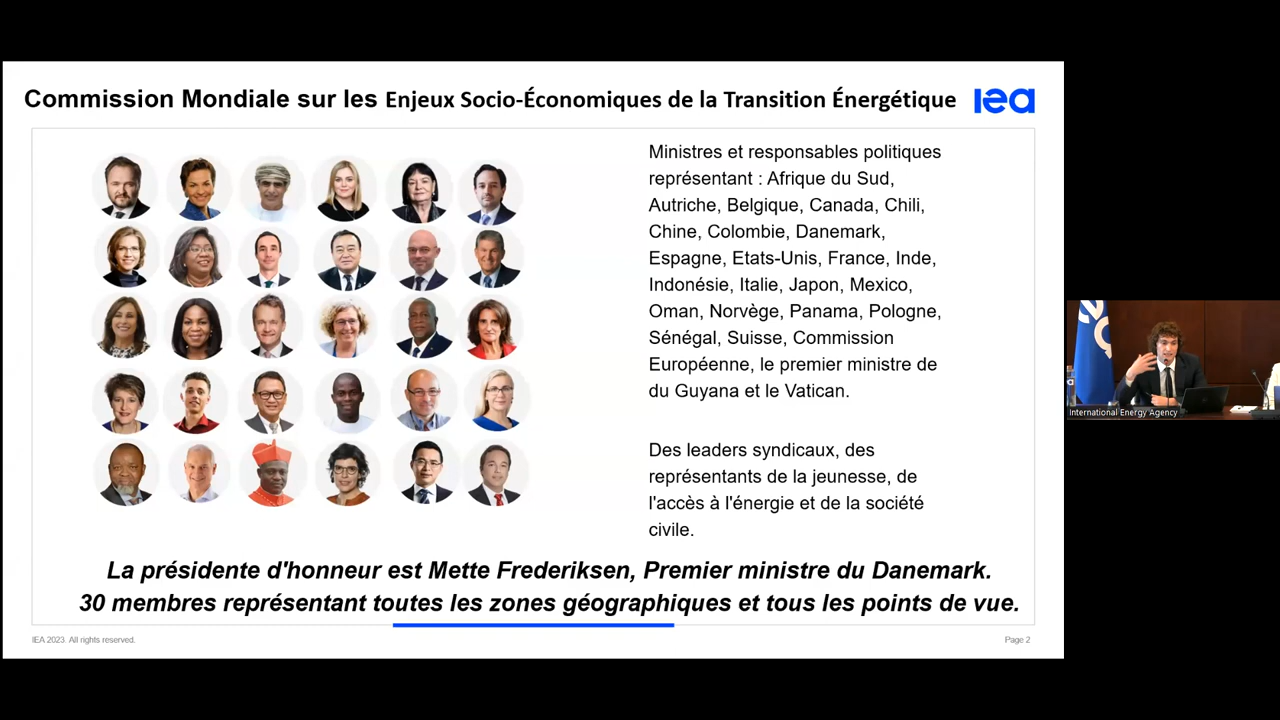 Commission Mondiale sur les Enjeux Socio-Économiques de la Transition Énergétique
iea
Ministres et responsables politiques
représentant : Afrique du Sud,
Autriche, Belgique, Canada, Chili,
Chine, Colombie, Danemark,
Espagne, Etats-Unis, France, Inde,
Indonésie, Italie, Japon, Mexico,
Oman, Norvège, Panama, Pologne,
Sénégal, Suisse, Commission
Européenne, le premier ministre de
du Guyana et le Vatican.
Des leaders syndicaux, des
représentants de la jeunesse, de
l'accès à l'énergie et de la société
civile.
La présidente d'honneur est Mette Frederiksen, Premier ministre du Danemark.
30 membres représentant toutes les zones géographiques et tous les points de vue.
IEA 2023. All rights reserved.
Page 2
International Energy Agency